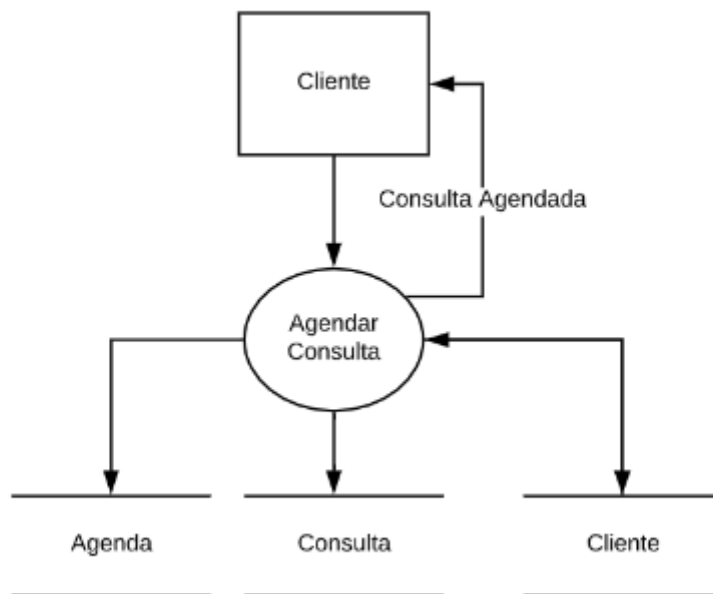 Cliente
Consulta Agendada
Agendar
Consulta
Agenda
Consulta
Cliente